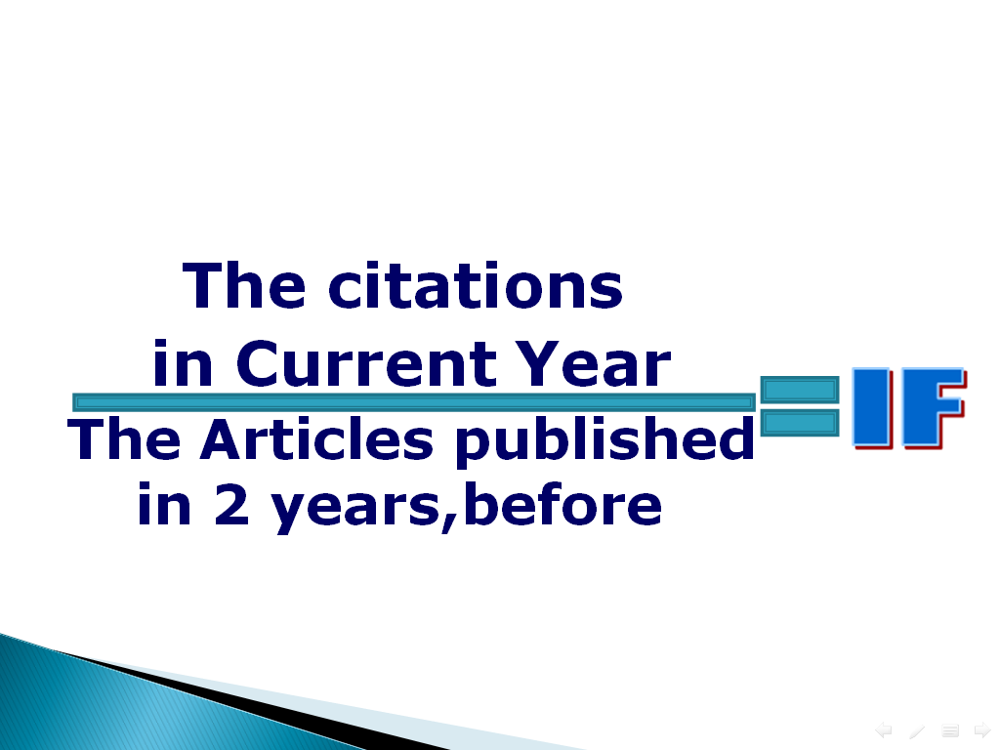 The citations
in Current Year
The Articles published
in 2 years,before
= IF